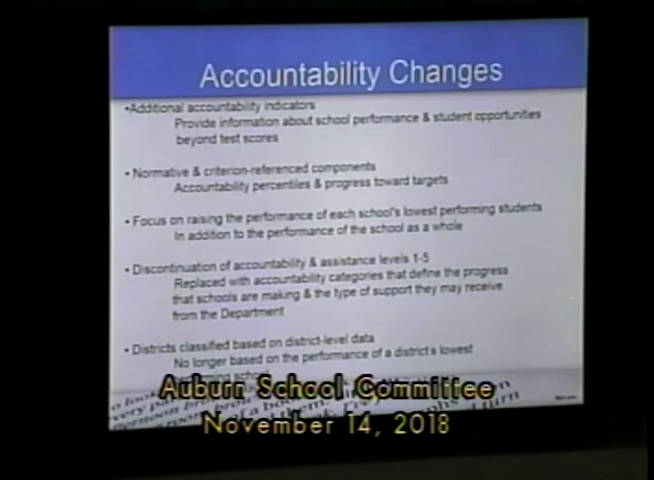 Accountability Changes
•Additional accountability indicators
Provide information about school performance & student opportunities
beyond test scores
• Normative & criterion-referenced components
Accountability percentiles & progress toward targets
• Focus on raising the performance of each school's lowest performing students
In addition to the performance of the school as a whole
• Discontinuation of accountability & assistance levels 1-5
Replaced with accountability categories that define the progress
that schools are making & the type of support they may receive
from the Department
• Districts classified based on district-level data
No longer based on the performance of a district's lowest
school
Auburn School Committee
November 14, 2018